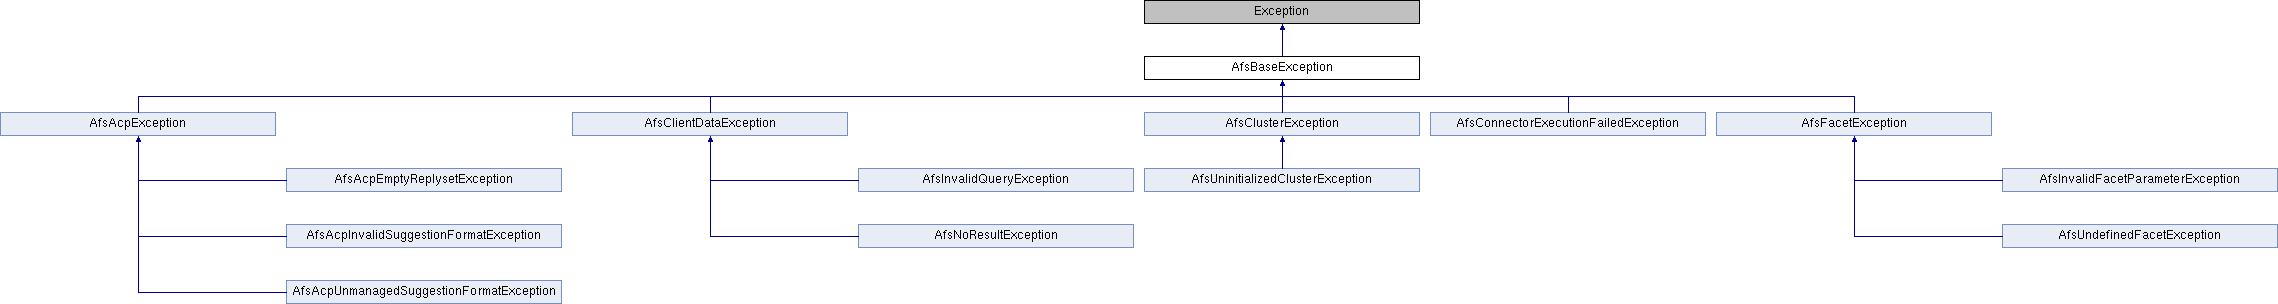 Exception
AfsBaseException
AfsAcpException
AfsClientDataException
AfsClusterException
AfsConnectorExecutionFailedException
AfsFacetException
AfsAcpEmptyReplysetException
AfsInvalidQueryException
AfsUninitializedClusterException
AfsInvalidFacetParameterException
AfsAcpInvalidSuggestionFormatException
AfsNoResultException
AfsUndefinedFacetException
AfsAcpUnmanagedSuggestionFormatException